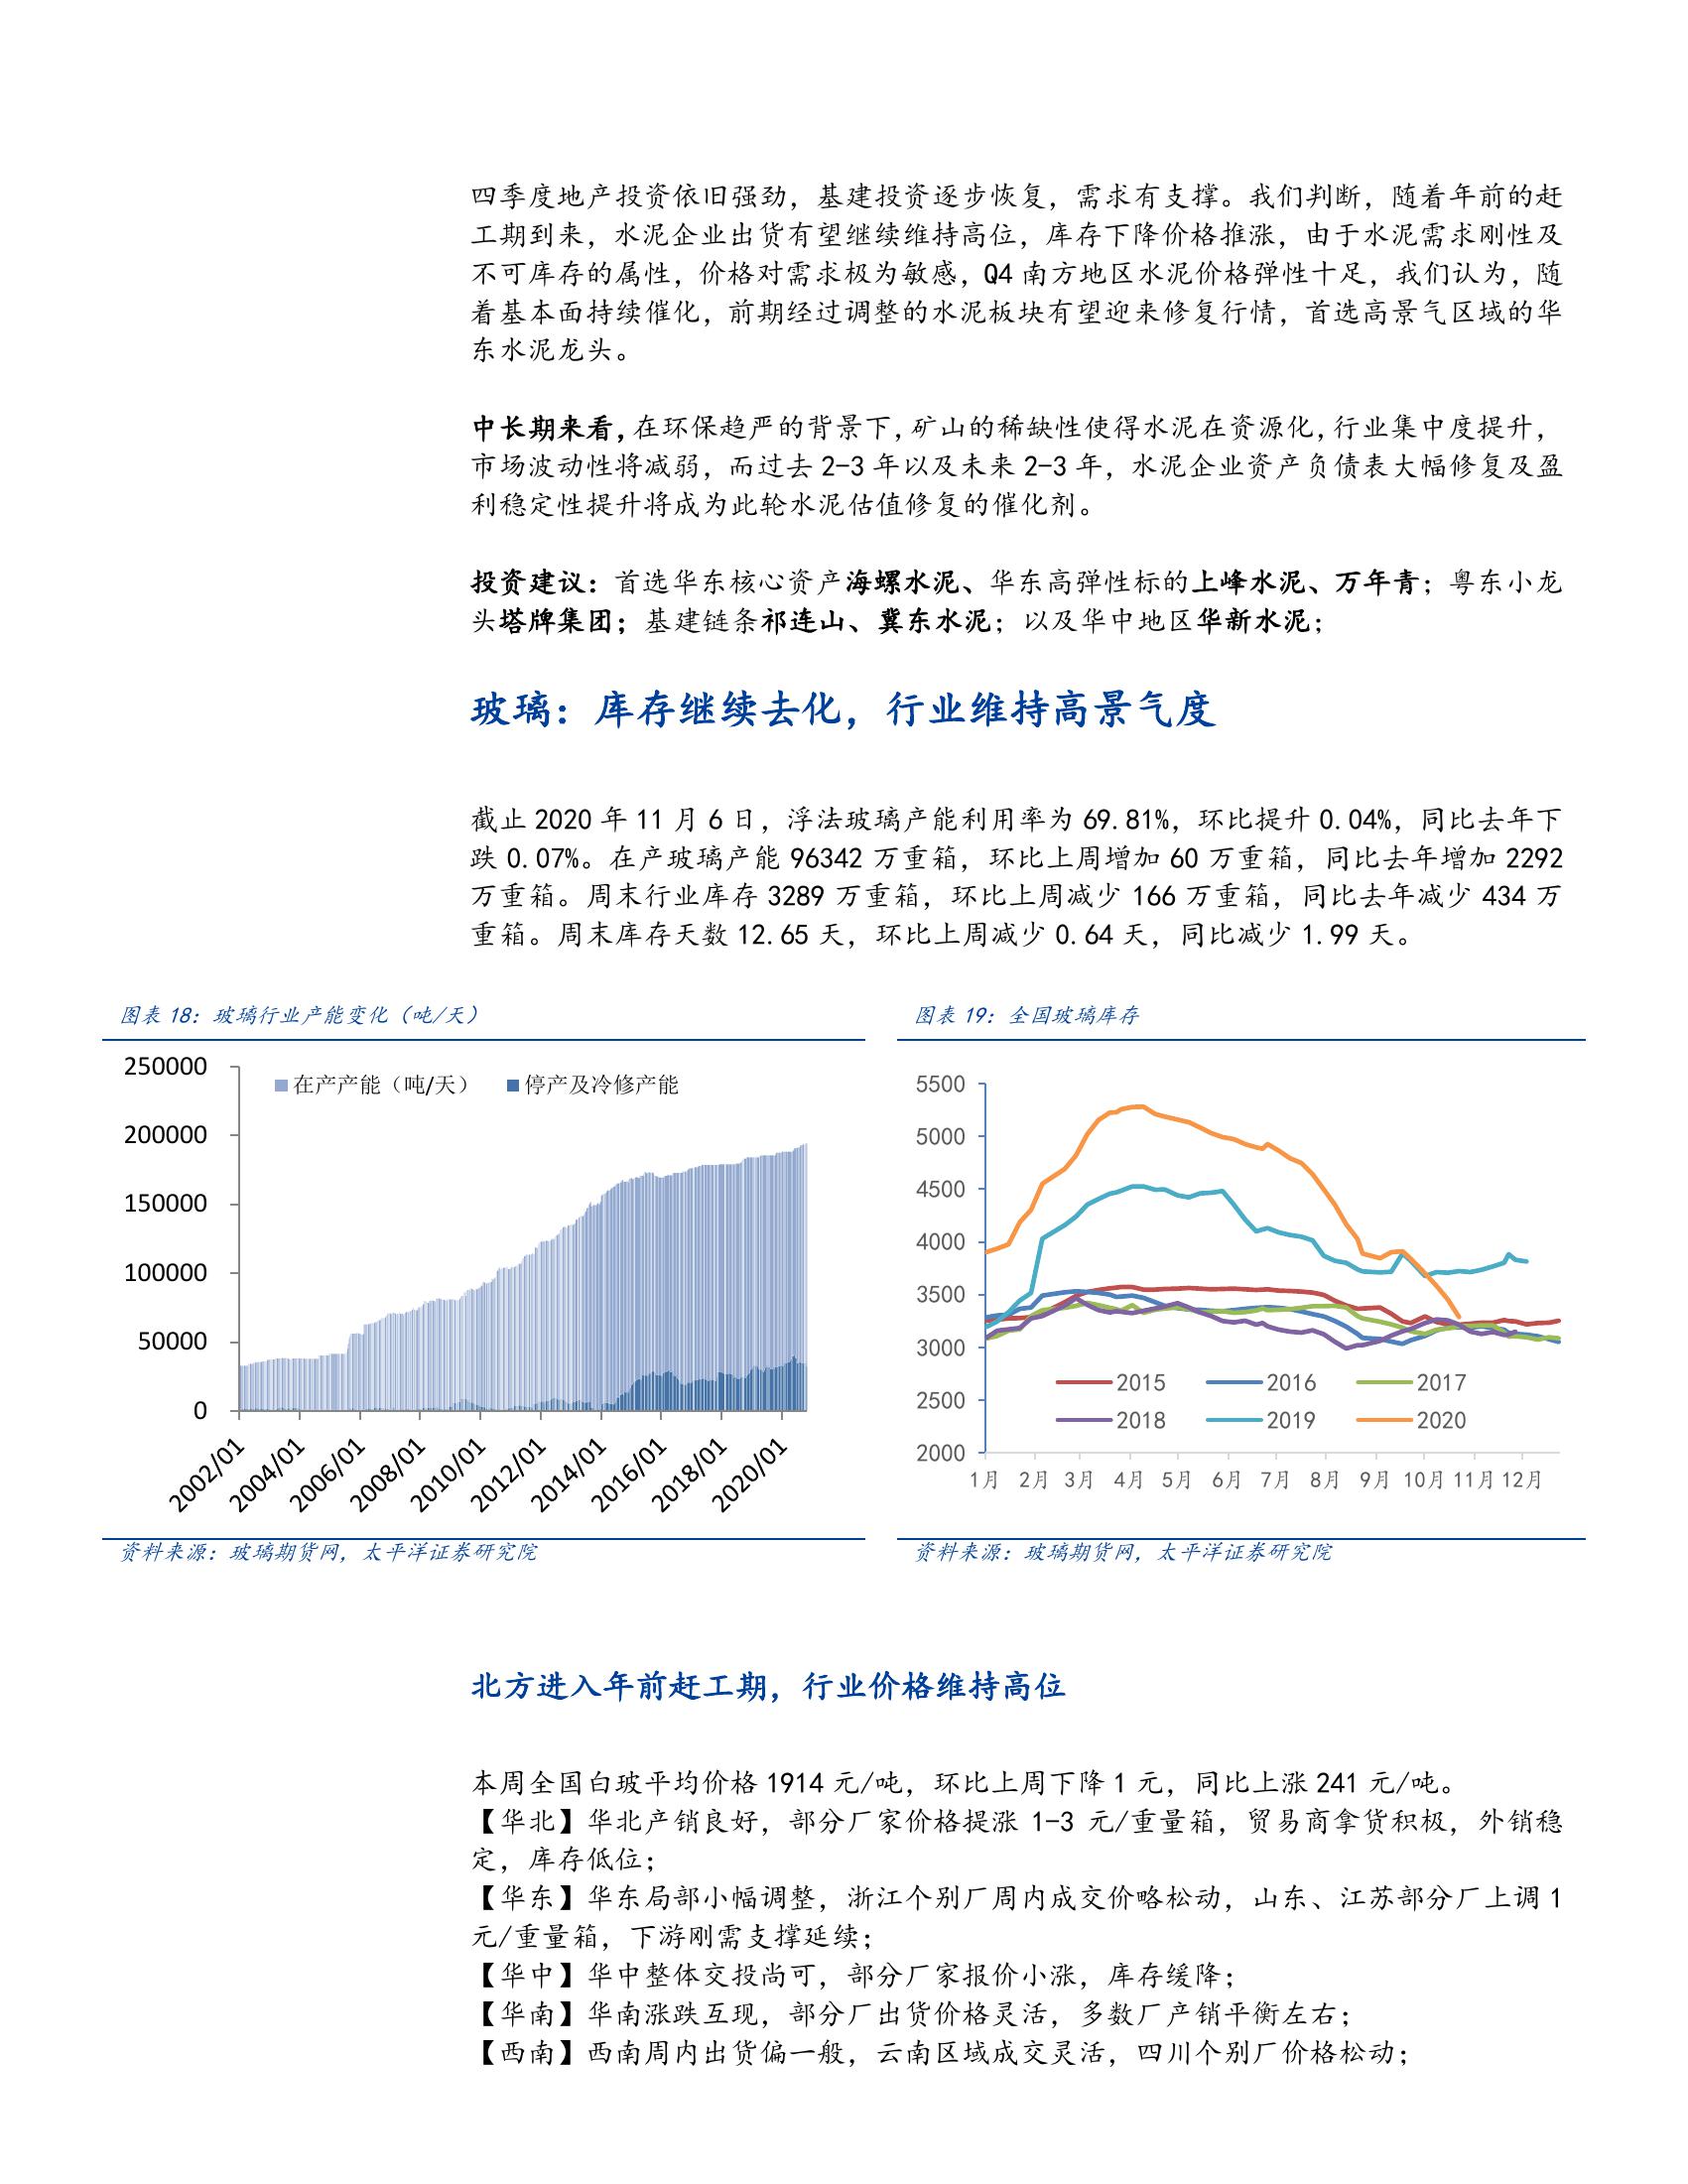 四季度地产投资依旧强劲，基建投资逐步恢复，需求有支撑。我们判断，随着年前的赶
工期到来，水泥企业出货有望继续维持高位，库存下降价格推涨，由于水泥需求刚性及
不可库存的属性，价格对需求极为敏感，Q4 南方地区水泥价格弹性十足，我们认为，随
着基本面持续催化，前期经过调整的水泥板块有望迎来修复行情，首选高景气区域的华
东水泥龙头。
中长期来看，在环保趋严的背景下，矿山的稀缺性使得水泥在资源化，行业集中度提升，
市场波动性将减弱，而过去 2-3 年以及未来 2-3 年，水泥企业资产负债表大幅修复及盈
利稳定性提升将成为此轮水泥估值修复的催化剂。
投资建议：首选华东核心资产海螺水泥、华东高弹性标的上峰水泥、万年青；粤东小龙
头塔牌集团；基建链条祁连山、冀东水泥；以及华中地区华新水泥；
玻璃：库存继续去化，行业维持高景气度
截止 2020 年 11 月 6 日，浮法玻璃产能利用率为 69.81%，环比提升 0.04%，同比去年下
跌 0.07%。在产玻璃产能 96342 万重箱，环比上周增加 60 万重箱，同比去年增加 2292
万重箱。周末行业库存 3289 万重箱，环比上周减少 166 万重箱，同比去年减少 434 万
重箱。周末库存天数 12.65 天，环比上周减少 0.64 天，同比减少 1.99 天。
图表 18：玻璃行业产能变化（吨/天）
250000
200000
150000
100000
50000
0
在产产能（吨/天） 停产及冷修产能
2002/01 2004/01 2006/01 2008/01 2010/01 2012/01 2014/01 2016/01 2018/01 2020/01
资料来源：玻璃期货网，太平洋证券研究院
图表 19：全国玻璃库存
5500
5000
4500
4000
3500
3000
2500
2000
2015 2016 2017
2018 2019 2020
1月 2月 3月 4月 5月 6月 7月 8月 9月 10月 11月 12月
资料来源：玻璃期货网，太平洋证券研究院
北方进入年前赶工期，行业价格维持高位
本周全国白玻平均价格 1914 元/吨，环比上周下降 1 元，同比上涨 241 元/吨。
【华北】华北产销良好，部分厂家价格提涨 1-3 元/重量箱，贸易商拿货积极，外销稳
定，库存低位；
【华东】华东局部小幅调整，浙江个别厂周内成交价略松动，山东、江苏部分厂上调 1
元/重量箱，下游刚需支撑延续；
【华中】华中整体交投尚可，部分厂家报价小涨，库存缓降；
【华南】华南涨跌互现，部分厂出货价格灵活，多数厂产销平衡左右；
【西南】西南周内出货偏一般，云南区域成交灵活，四川个别厂价格松动；